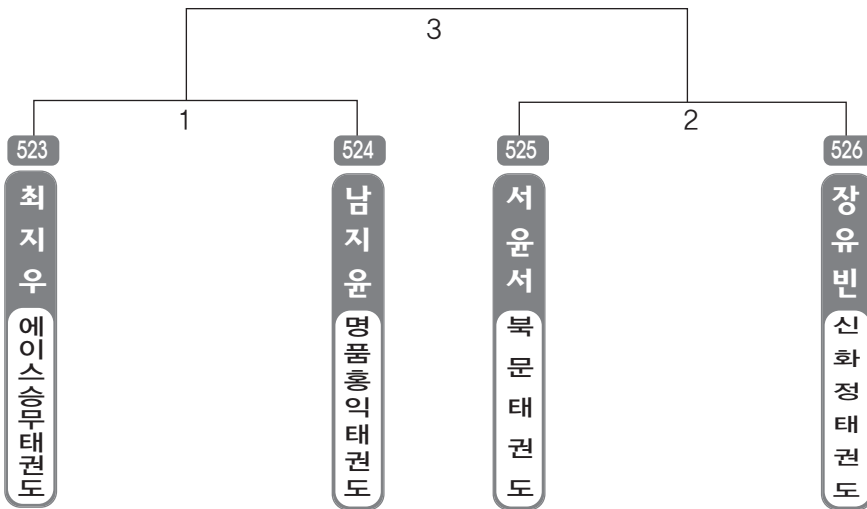 3
1
2
523
최지우
에이스승무태권도
524
남지윤
명품홍익태권도
525
서윤서
북문태권도
526
장유빈
신화정태권도